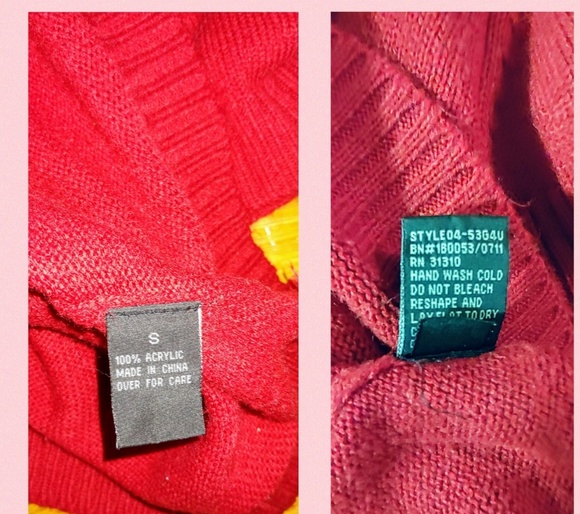 S
100% ACRYLIC
MADE IN CHINA
OVER FOR CARE
STYLE04-5304U
BN#180053/0711
RN 31310
HAND WASH COLD
DO NOT BLEACH
RESHAPE AND
LAY FLAT TO DRY